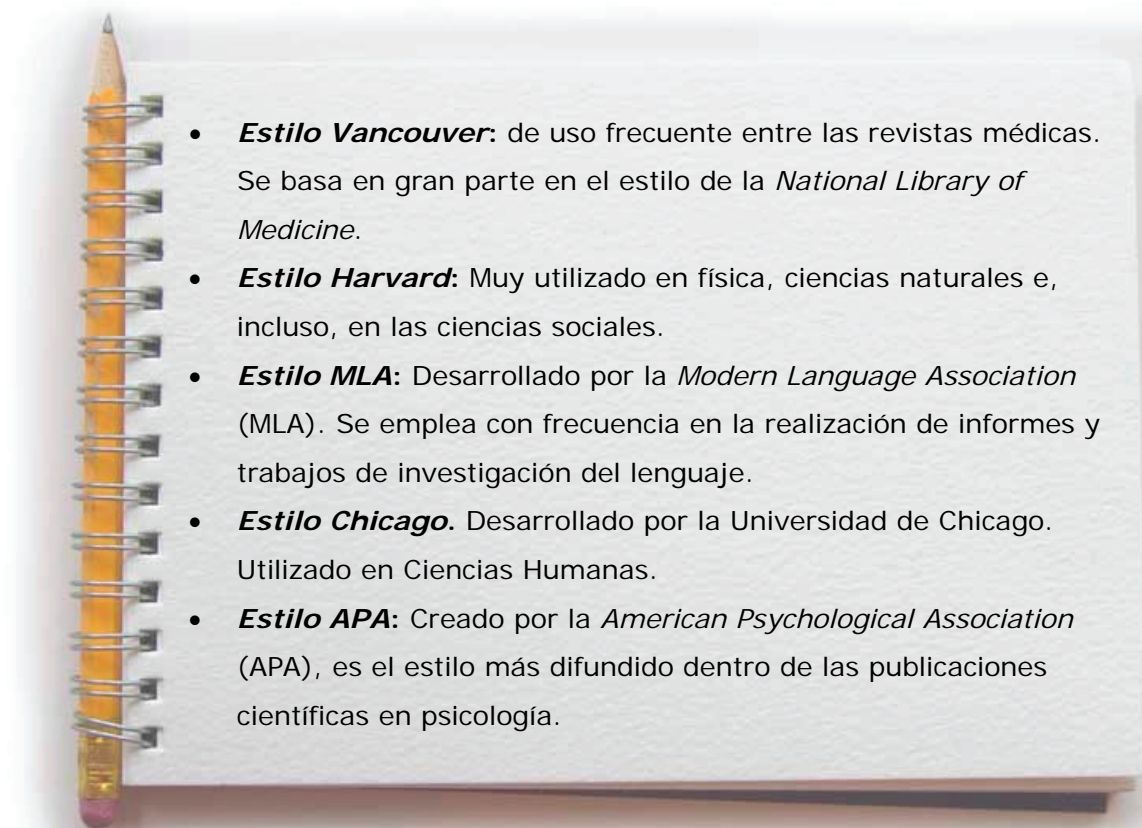 • Estilo Vancouver: de uso frecuente entre las revistas médicas.
Se basa en gran parte en el estilo de la National Library of
Medicine.
• Estilo Harvard: Muy utilizado en física, ciencias naturales e,
incluso, en las ciencias sociales.
• Estilo MLA: Desarrollado por la Modern Language Association
(MLA). Se emplea con frecuencia en la realización de informes y
trabajos de investigación del lenguaje.
• Estilo Chicago. Desarrollado por la Universidad de Chicago.
Utilizado en Ciencias Humanas.
• Estilo APA: Creado por la American Psychological Association
(APA), es el estilo más difundido dentro de las publicaciones
científicas en psicología.